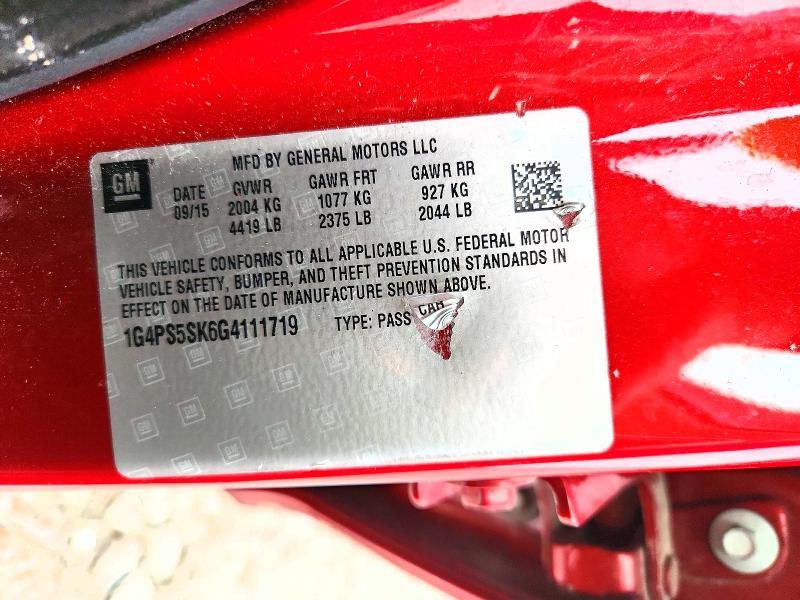 GM
MFD BY GENERAL MOTORS LLC
DATE GVWR GAWR FRT GAWR RR
09/15 2004 KG 1077 KG 927 KG
4419 LB 2375 LB 2044 LB
THIS VEHICLE CONFORMS TO ALL APPLICABLE U.S. FEDERAL MOTOR
VEHICLE SAFETY, BUMPER, AND THEFT PREVENTION STANDARDS IN
EFFECT ON THE DATE OF MANUFACTURE SHOWN ABOVE.
1G4PS5SK6G4111719 TYPE: PASS CAR